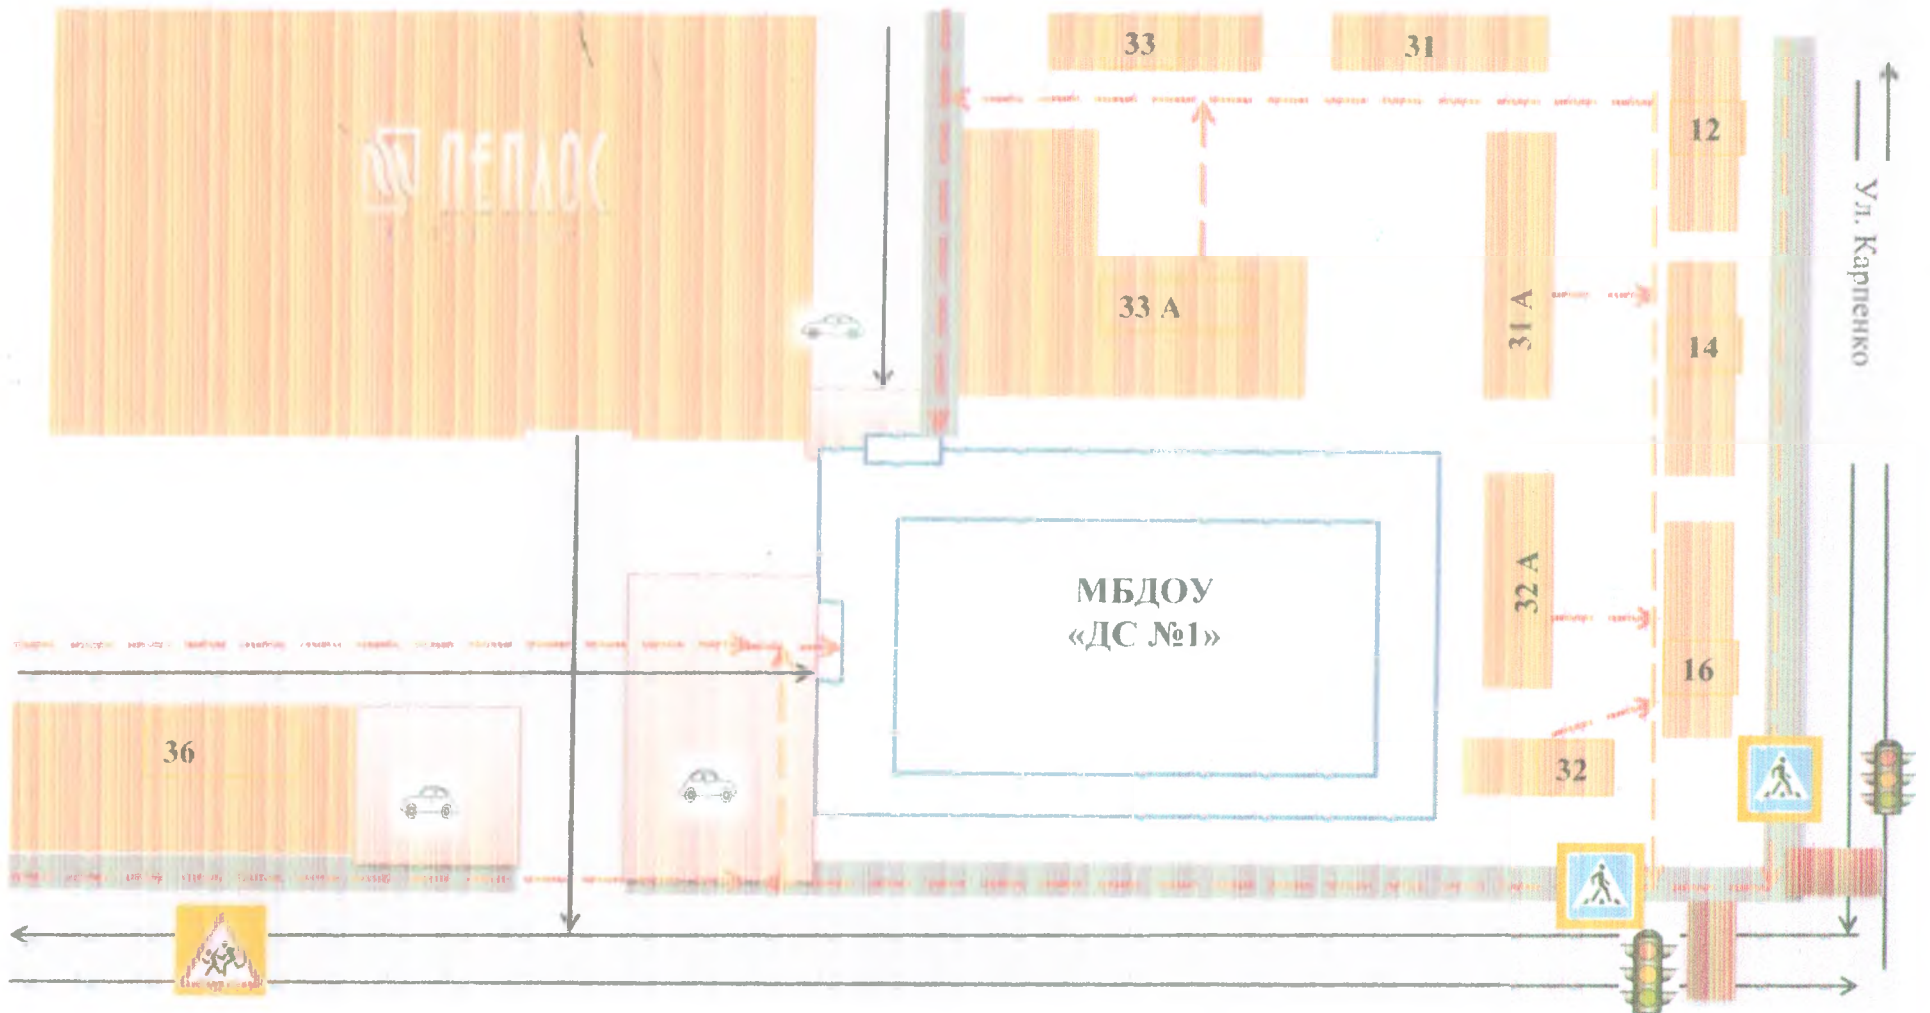 33
31
12
ПЕПЛОС
Ул. Карпенко
33 А
31 А
14
МБДОУ
«ДС №1»
32 А
16
36
32